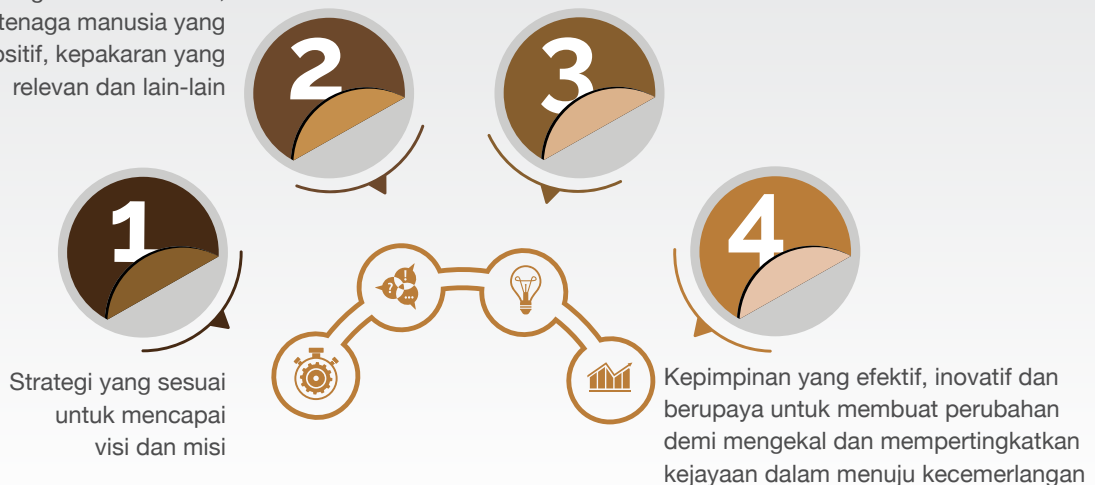 tenaga manusia yang
positif, kepakaran yang
relevan dan lain-lain
2
3
1
4
!
?
...
Strategi yang sesuai
untuk mencapai
visi dan misi
Kepimpinan yang efektif, inovatif dan
berupaya untuk membuat perubahan
demi mengekal dan mempertingkatkan
kejayaan dalam menuju kecemerlangan